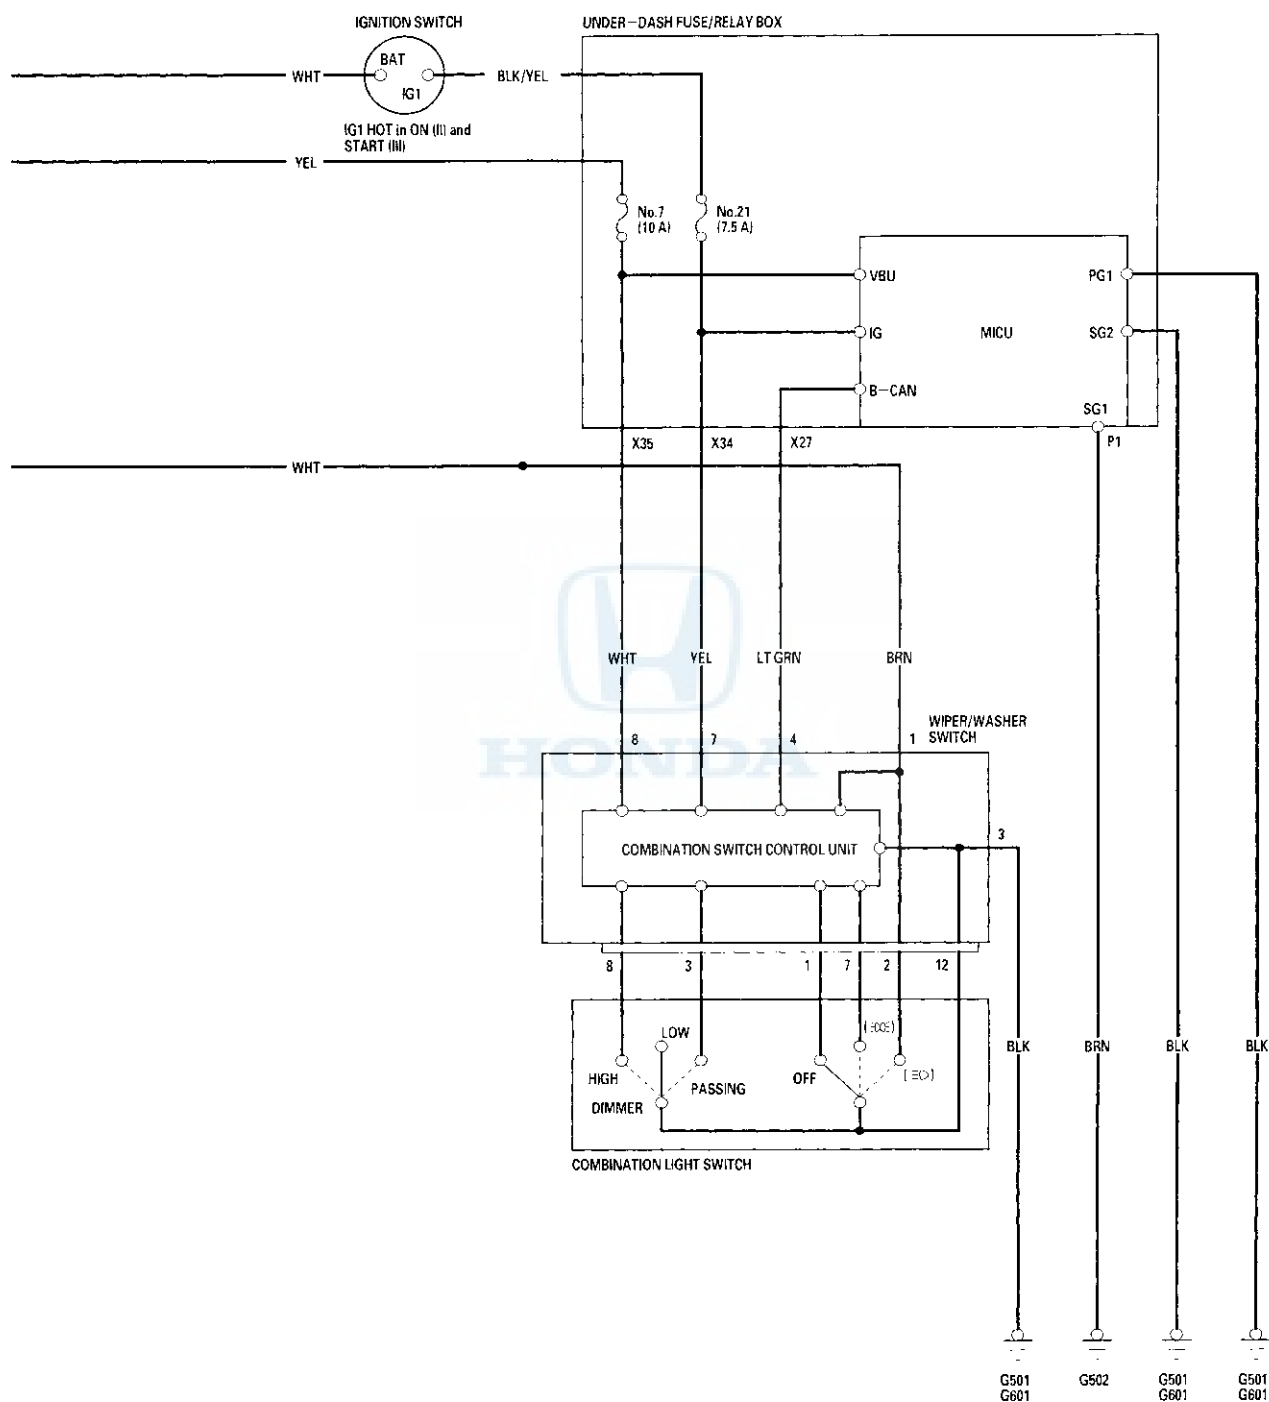 IGNITION SWITCH
UNDER-DASH FUSE/RELAY BOX
BAT
WHT
BLK/YEL
IG1
IG1 HOT in ON (II) and
START (III)
YEL
No.7
(10 A)
No.21
(7.5 A)
VBU
PG1
IG
MICU
SG2
B-CAN
SG1
X35
X34
X27
P1
WHT
WHT
YEL
LT GRN
BRN
8
7
4
1
WIPER/WASHER
SWITCH
HONDA
3
COMBINATION SWITCH CONTROL UNIT
8
3
1
7
2
12
LOW
HIGH
PASSING
OFF
DIMMER
BLK
BRN
BLK
BLK
COMBINATION LIGHT SWITCH
G501
G601
G502
G501
G601
G501
G601